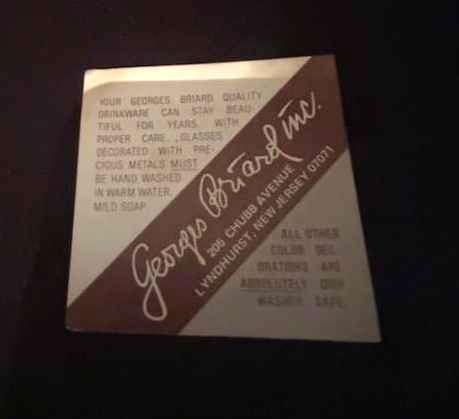 YOUR GEORGES BRIARD QUALITY
DRINKWARE CAN STAY BEAU-
TIFUL FOR YEARS, WITH
PROPER CARE...GLASSES
DECORATED WITH PRE-
CIOUS METALS MUST
BE HAND WASHED
IN WARM WATER,
MILD SOAP
Georges Briard inc.
205 CHUBB AVENUE
LYNDHURST, NEW JERSEY 07071
ALL OTHER
COLOR DEC-
ORATIONS ARE
ABSOLUTELY DISH
WASHER SAFE.